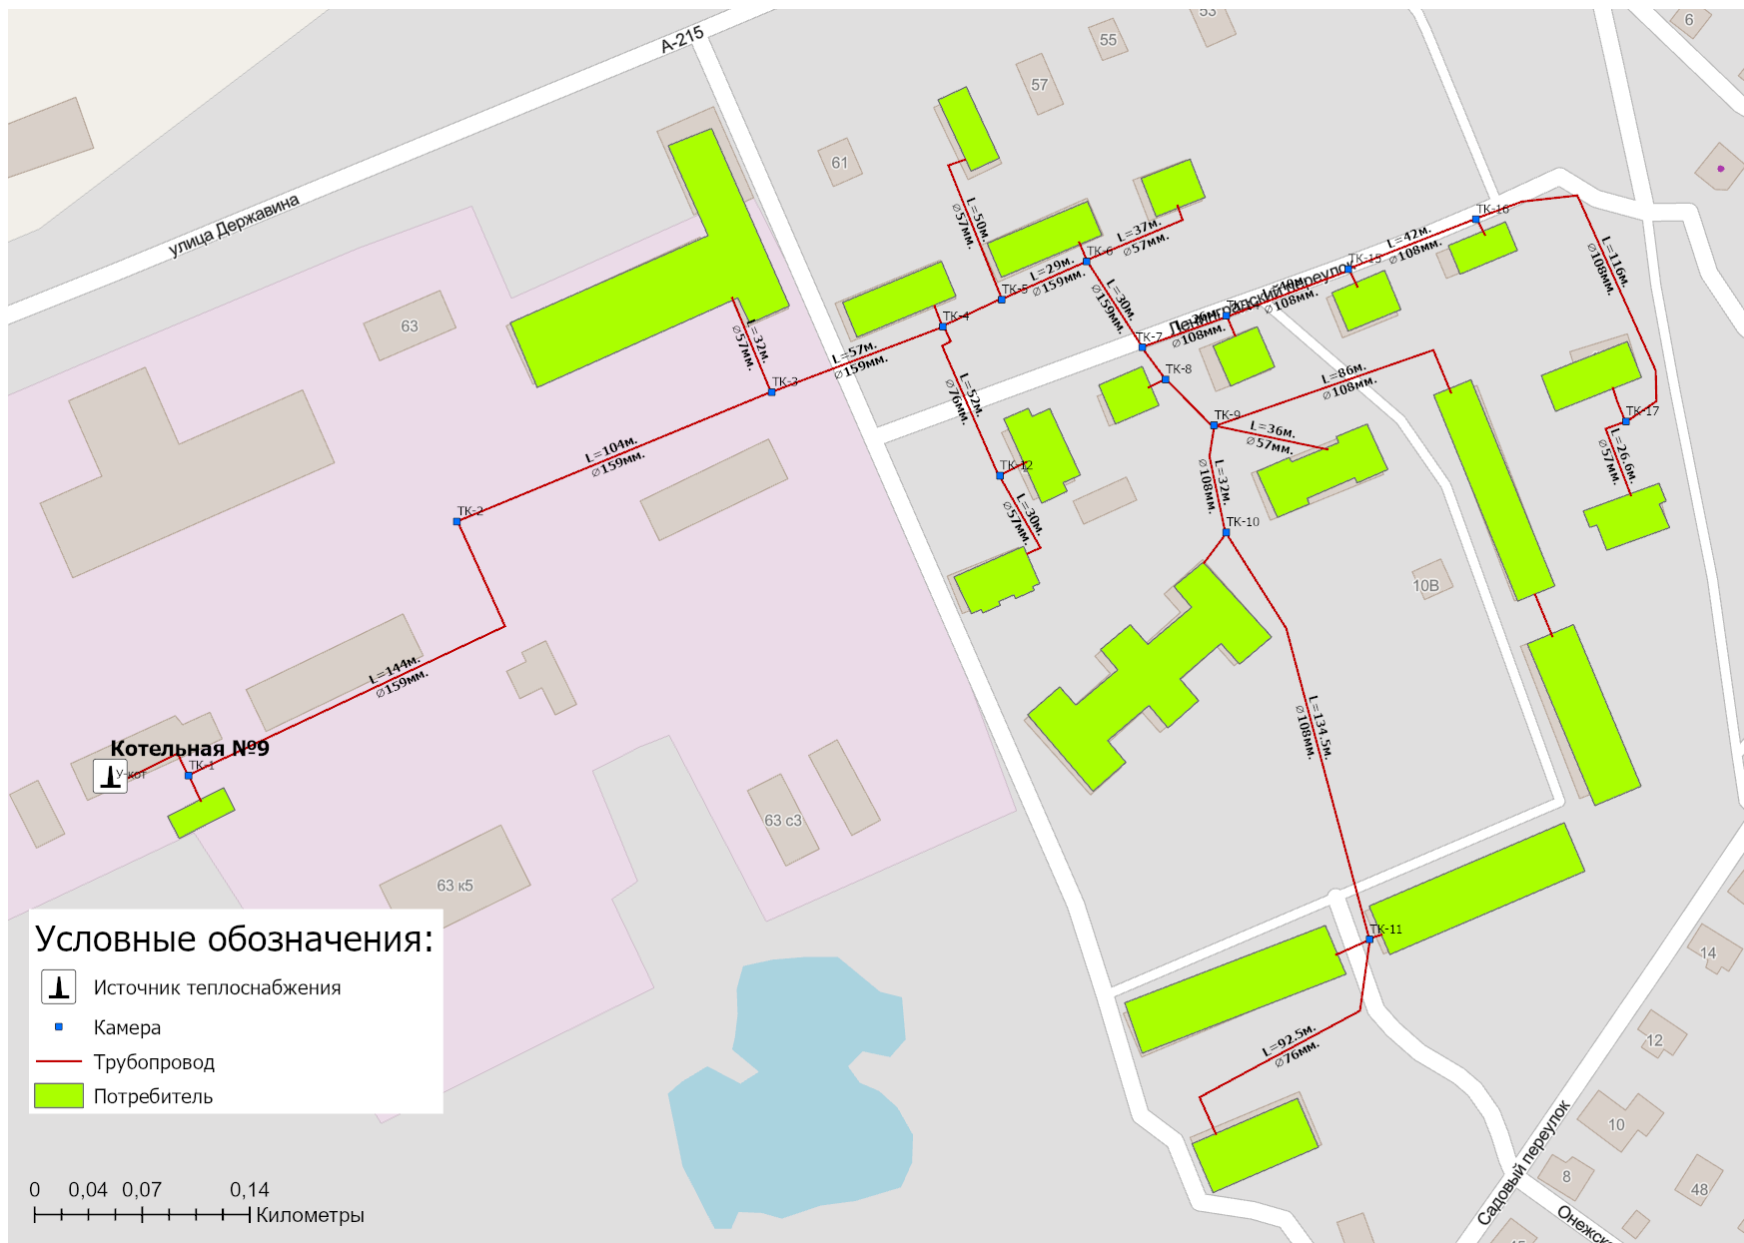 А-215
53
6
55
57
61
улица Державина
63
L=50м.
∅57мм.
L=37м.
∅57мм.
ТК-6
L=29м.
∅159мм.
ТК-5
ТК-4
L=30м.
∅159мм.
ТК-16
L=42м.
∅108мм.
ТК-15
∅108мм.
∅108мм.
L=116м.
∅108мм.
ТК-7
ТК-8
L=32м.
∅57мм.
L=57м.
∅159мм.
ТК-3
L=52м.
∅76мм.
L=86м.
∅108мм.
ТК-9
L=36м.
∅57мм.
ТК-17
L=26.6м.
∅57мм.
L=104м.
∅159мм.
ТК-2
ТК-12
L=30м.
∅57мм.
L=32м.
∅108мм.
ТК-10
10В
L=144м.
∅159мм.
L=134.5м.
∅108мм.
Котельная №9
У-кот
ТК-1
63 с3
63 к5
ТК-11
14
L=92.5м.
∅76мм.
12
10
8
48
Садовый переулок
Онежска
Условные обозначения:
Источник теплоснабжения
Камера
Трубопровод
Потребитель
0 0,04 0,07 0,14
Километры